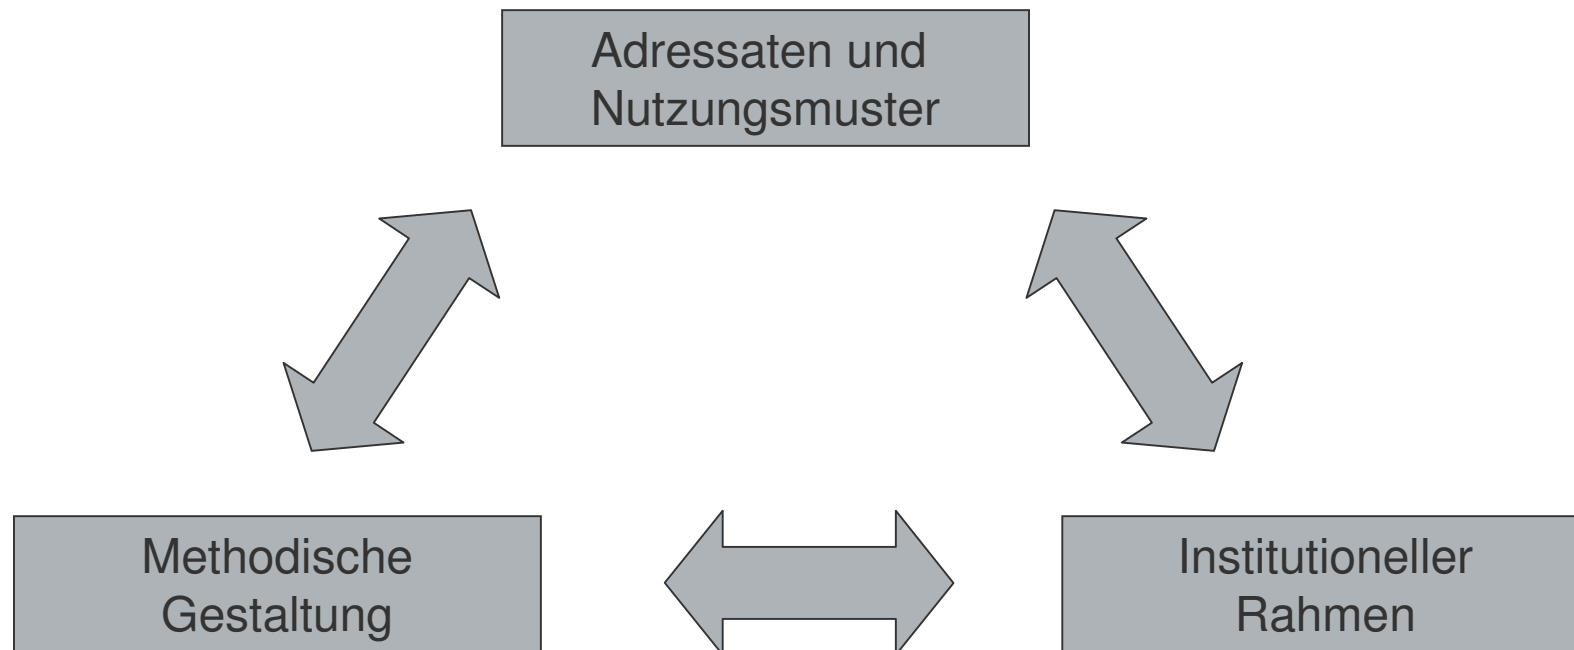 Adressaten und
Nutzungsmuster
Methodische
Gestaltung
Institutioneller
Rahmen